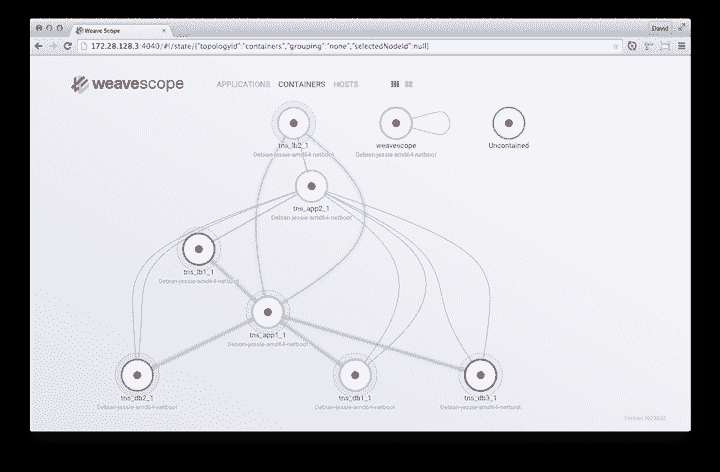 Weave Scope
David
172.28.128.3:4040/#!/state/{"topologyId":"containers","grouping":"none","selectedNodeId":null}
weavescope
APPLICATIONS CONTAINERS HOSTS
tns_lb2_1
Debian-jessie-amd64-netboot
weavescope
Debian-jessie-amd64-netboot
Uncontained
tns_app2_1
Debian-jessie-amd64-netboot
tns_lb1_1
Debian-jessie-amd64-netboot
tns_app1_1
Debian-jessie-amd64-netboot
tns_db2_1
Debian-jessie-amd64-netboot
tns_db1_1
Debian-jessie-amd64-netboot
tns_db3_1
Debian-jessie-amd64-netboot